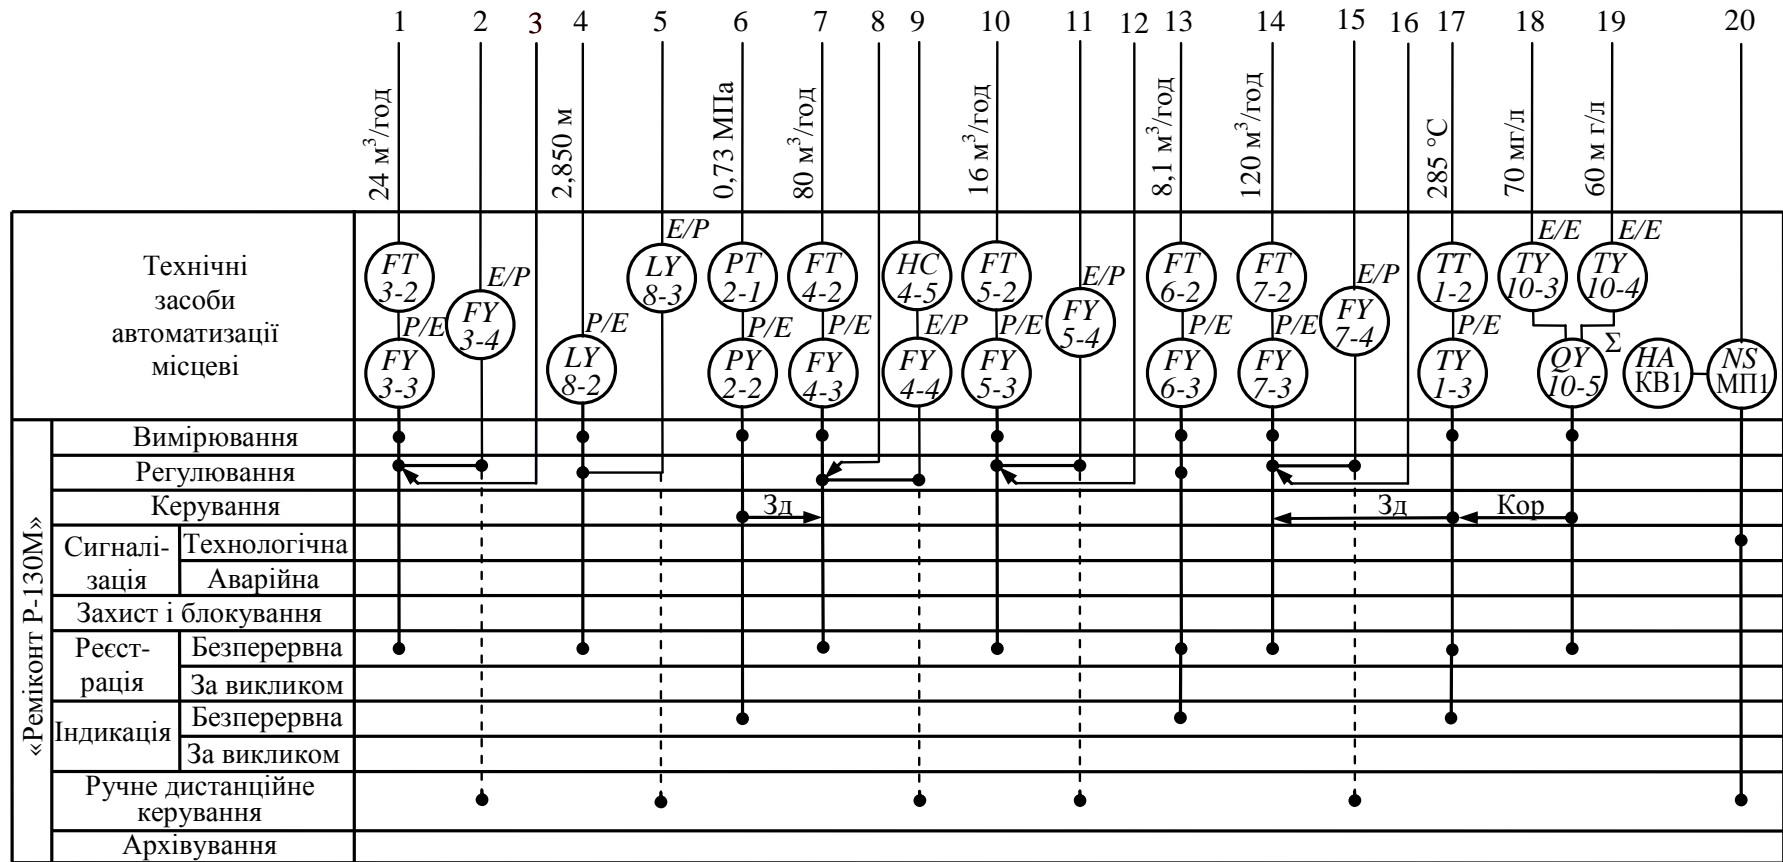 1 2 3 4 5 6 7 8 9 10 11 12 13 14 15 16 17 18 19 20
24 м³/год
2,850 м
0,73 МПа
80 м³/год
16 м³/год
8,1 м³/год
120 м³/год
285 °С
70 мг/л
60 м г/л
Технічні
засоби
автоматизації
місцеві
FT
3-2
P/E
FY
3-3
E/P
FY
3-4
P/E
LY
8-2
E/P
LY
8-3
PT
2-1
P/E
PY
2-2
FT
4-2
P/E
FY
4-3
HC
4-5
E/P
FY
4-4
FT
5-2
P/E
FY
5-3
E/P
FY
5-4
FT
6-2
P/E
FY
6-3
FT
7-2
P/E
FY
7-3
E/P
FY
7-4
TT
1-2
P/E
TY
1-3
E/E
TY
10-3
E/E
TY
10-4
Σ
QY
10-5
HA
КВ1
NS
МП1
«Реміконт Р-130М»
Вимірювання
Регулювання
Керування
Зд
Зд
Кор
Сигналі-
зація
Технологічна
Аварійна
Захист і блокування
Реєст-
рація
Безперервна
За викликом
Індикація
Безперервна
За викликом
Ручне дистанційне
керування
Архівування